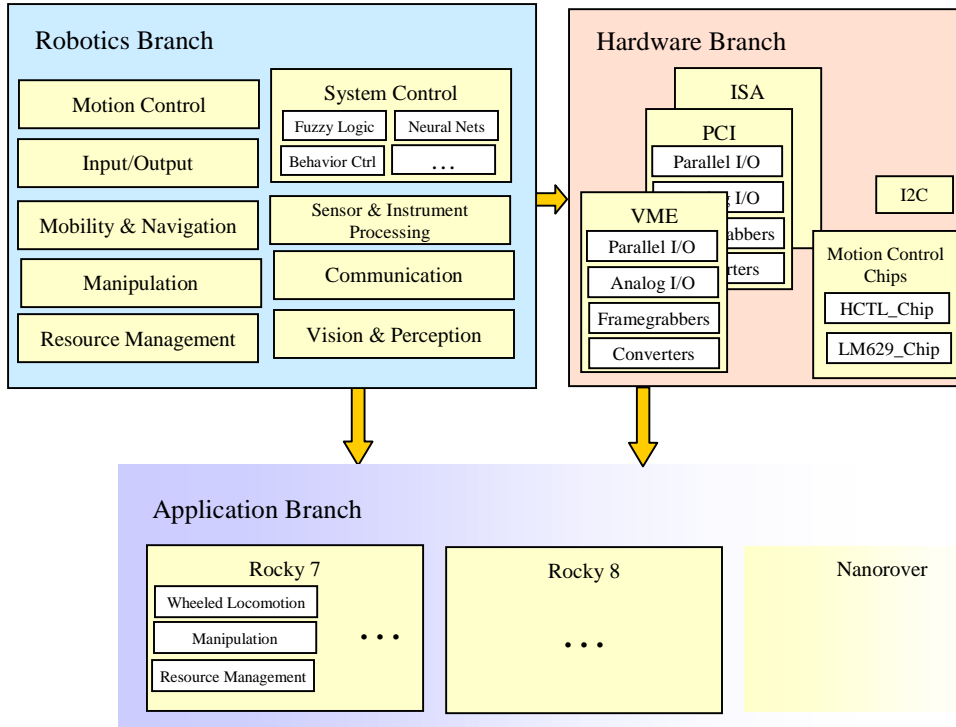 Robotics Branch
Motion Control
Input/Output
Mobility & Navigation
Manipulation
Resource Management
System Control
Fuzzy Logic
Neural Nets
Behavior Ctrl
...
Sensor & Instrument
Processing
Communication
Vision & Perception
Hardware Branch
ISA
PCI
Parallel I/O
I/O
VME
Parallel I/O
Analog I/O
Framegrabbers
Converters
I2C
Motion Control
Chips
HCTL_Chip
LM629_Chip
Application Branch
Rocky 7
Wheeled Locomotion
Manipulation
Resource Management
...
Rocky 8
...
Nanorover